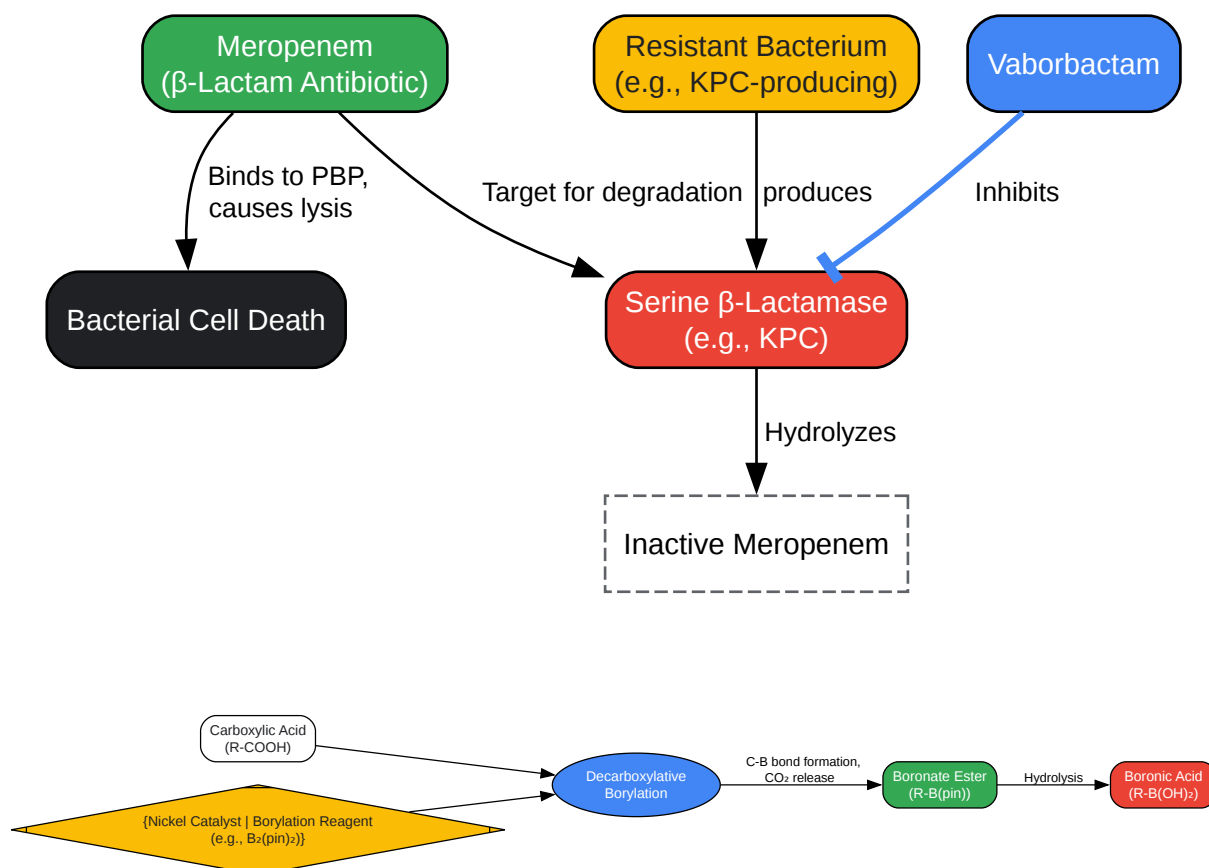 Meropenem
(β-Lactam Antibiotic)
Resistant Bacterium
(e.g., KPC-producing)
Vaborbactam
Binds to PBP,
causes lysis
Target for degradation
produces
Inhibits
Bacterial Cell Death
Serine β-Lactamase
(e.g., KPC)
Hydrolyzes
Inactive Meropenem
Carboxylic Acid
(R-COOH)
{Nickel Catalyst | Borylation Reagent
(e.g., B₂(pin)₂)}
Decarboxylative
Borylation
C-B bond formation,
CO₂ release
Boronate Ester
(R-B(pin))
Hydrolysis
Boronic Acid
(R-B(OH)₂)